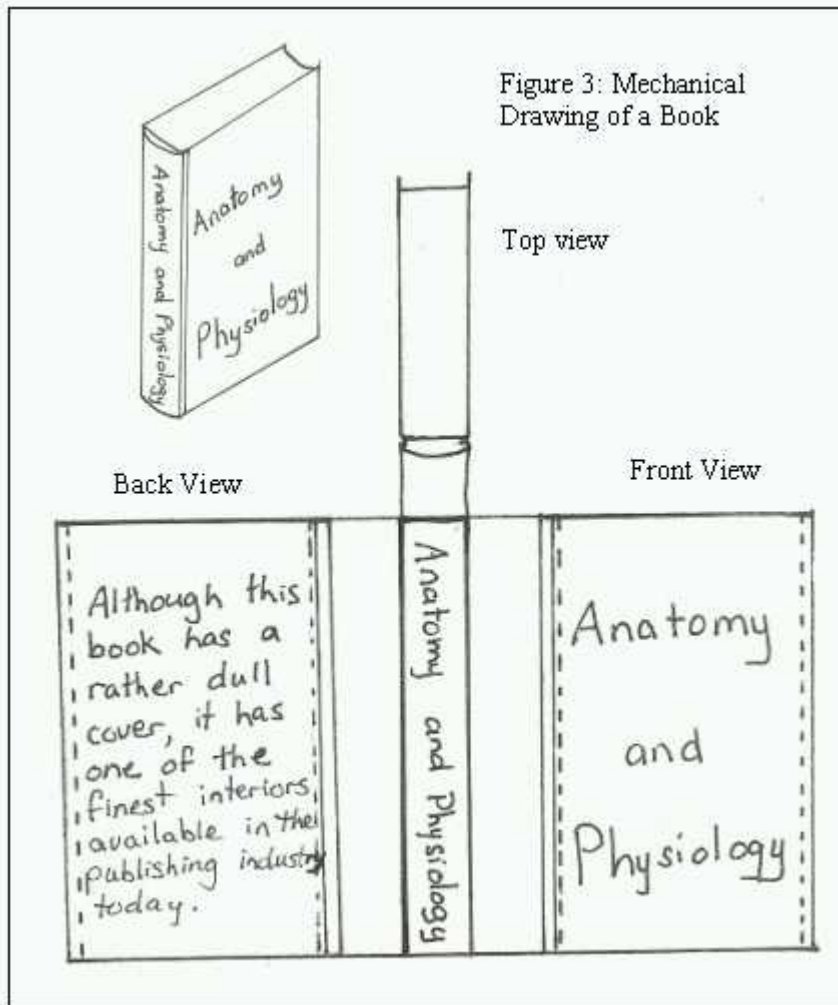 Figure 3: Mechanical
Drawing of a Book
Anatomy and Physiology
Anatomy
and
Physiology
Top view
Back View
Front View
Although this
book has a
rather dull
cover, it has
one of the
finest interiors
available in the
publishing industry
today.
Anatomy and Physiology
Anatomy
and
Physiology